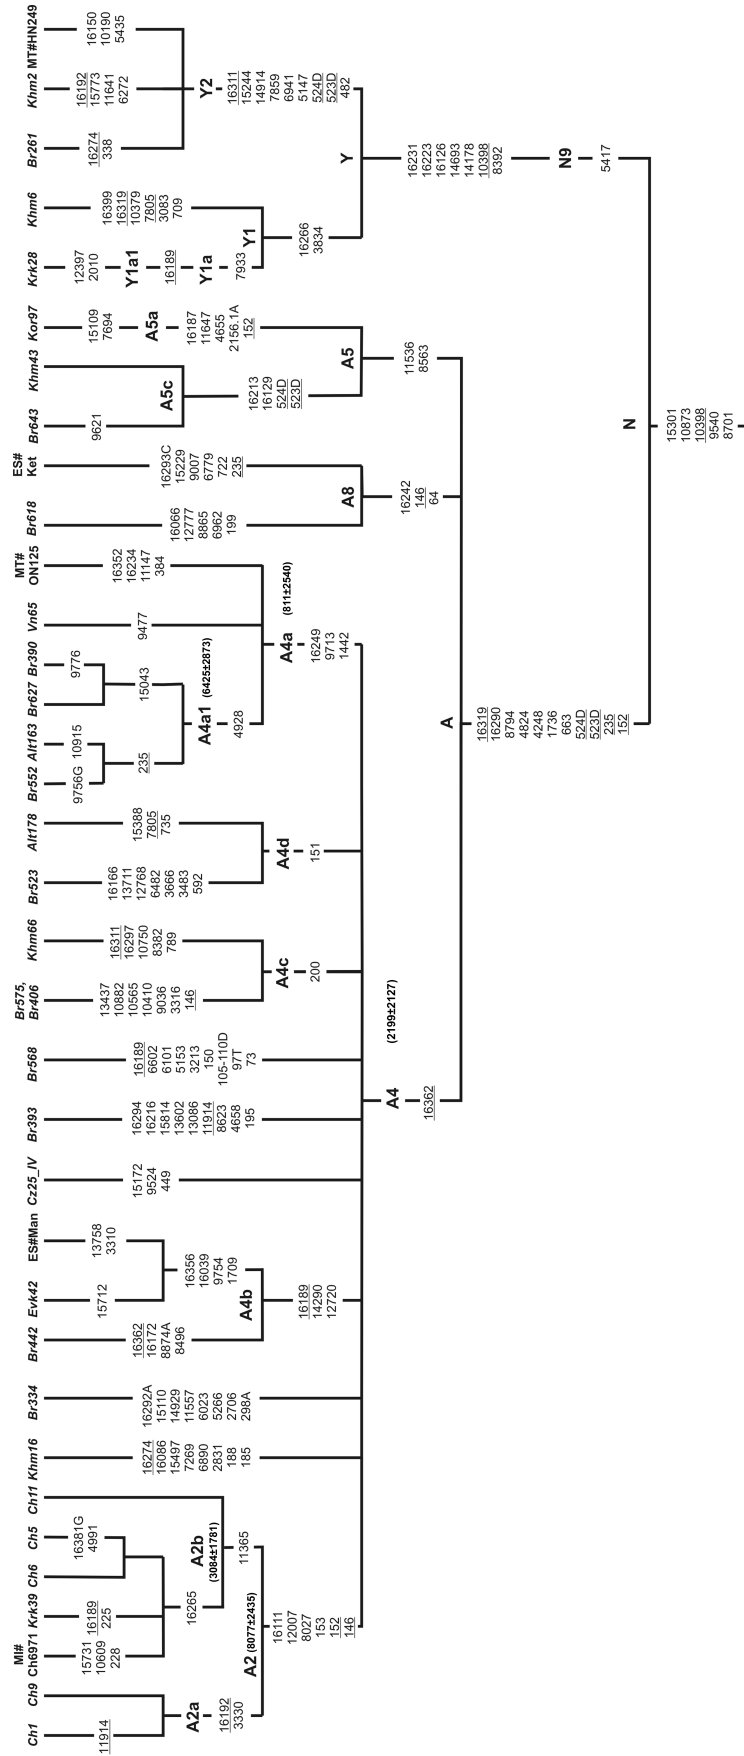 MT#HN249
16150
10190
5435
Khm2
16192
15773
11641
6272
Br261
16274
338
Y2
16311
15244
14914
7859
6941
5147
524D
523D
482
Khm6
16399
16319
10379
7805
3083
709
Krk28
12397
2010
Y1a1
16189
Y1a
7933
Y1
16266
3834
Y
16231
16223
16126
14693
14178
10398
8392
N9
5417
Kor97
15109
7694
A5a
16187
11647
4655
2156.1A
152
Khm43
Br643
9621
A5c
16213
16129
524D
523D
A5
11536
8563
ES#
Ket
16293C
15229
9007
6779
722
235
Br618
16066
12777
8865
6962
199
A8
16242
146
64
MT#
ON125
16352
16234
11147
384
Vn65
9477
Br390
9776
Br627
15043
Alt163
10915
Br552
9756G
235
A4a1 (6425±2873)
4928
A4a (811±2540)
16249
9713
1442
Alt178
15388
7805
735
Br523
16166
13711
12768
6482
3666
3483
592
A4d
151
Khm66
16311
16297
10750
8382
789
Br575,
Br406
13437
10882
10565
10410
9036
3316
146
A4c
200
Br568
16189
6602
6101
5153
3213
150
105-110D
97T
73
Br393
16294
16216
15814
13602
13086
11914
8623
4658
195
Cz25_IV
15172
9524
449
ES#Man
13758
3310
Evk42
15712
16356
16039
9754
1709
Br442
16362
16172
8874A
8496
A4b
16189
14290
12720
Br334
16292A
15110
14929
11557
6023
5266
2706
298A
Khm16
16274
16086
15497
7269
6890
2831
188
185
Ch11
Ch5
16381G
4991
Ch6
Krk39
16189
225
MI#
Ch6971
15731
10609
228
16265
A2b
(3084±1781)
11365
Ch9
Ch1
11914
A2a
16192
3330
A2 (8077±2435)
16111
12007
8027
153
152
146
A4
(2199±2127)
16362
A
16319
16290
8794
4824
4248
1736
663
524D
523D
235
152
N
15301
10873
10398
9540
8701